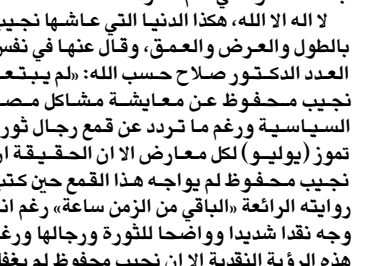 لا اله الا الله، هكذا الدنيا التي عاشها نجيب
بالطول والعرض والعمق، وقال عنها في نفس
العدد الدكتور صلاح حسب الله: «لم يبتعد
نجيب محفوظ عن معايشة مشاكل مصر
السياسية ورغم ما تردد عن قمع رجال ثورة
تموز (يوليو) لكل معارض الا ان الحقيقة ان
نجيب محفوظ لم يواجه هذا القمع حين كتب
روايته الرائعة «الباقي من الزمن ساعة» رغم انه
وجه نقدا شديدا وواضحا للثورة ورجالها ورغم
هذه الرؤية النقدية الا ان نجيب محفوظ لم يغفل